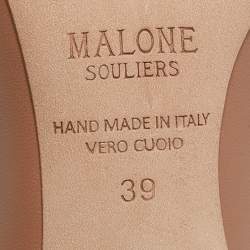 MALONE
SOULIERS
HAND MADE IN ITALY
VERO CUOIO
39